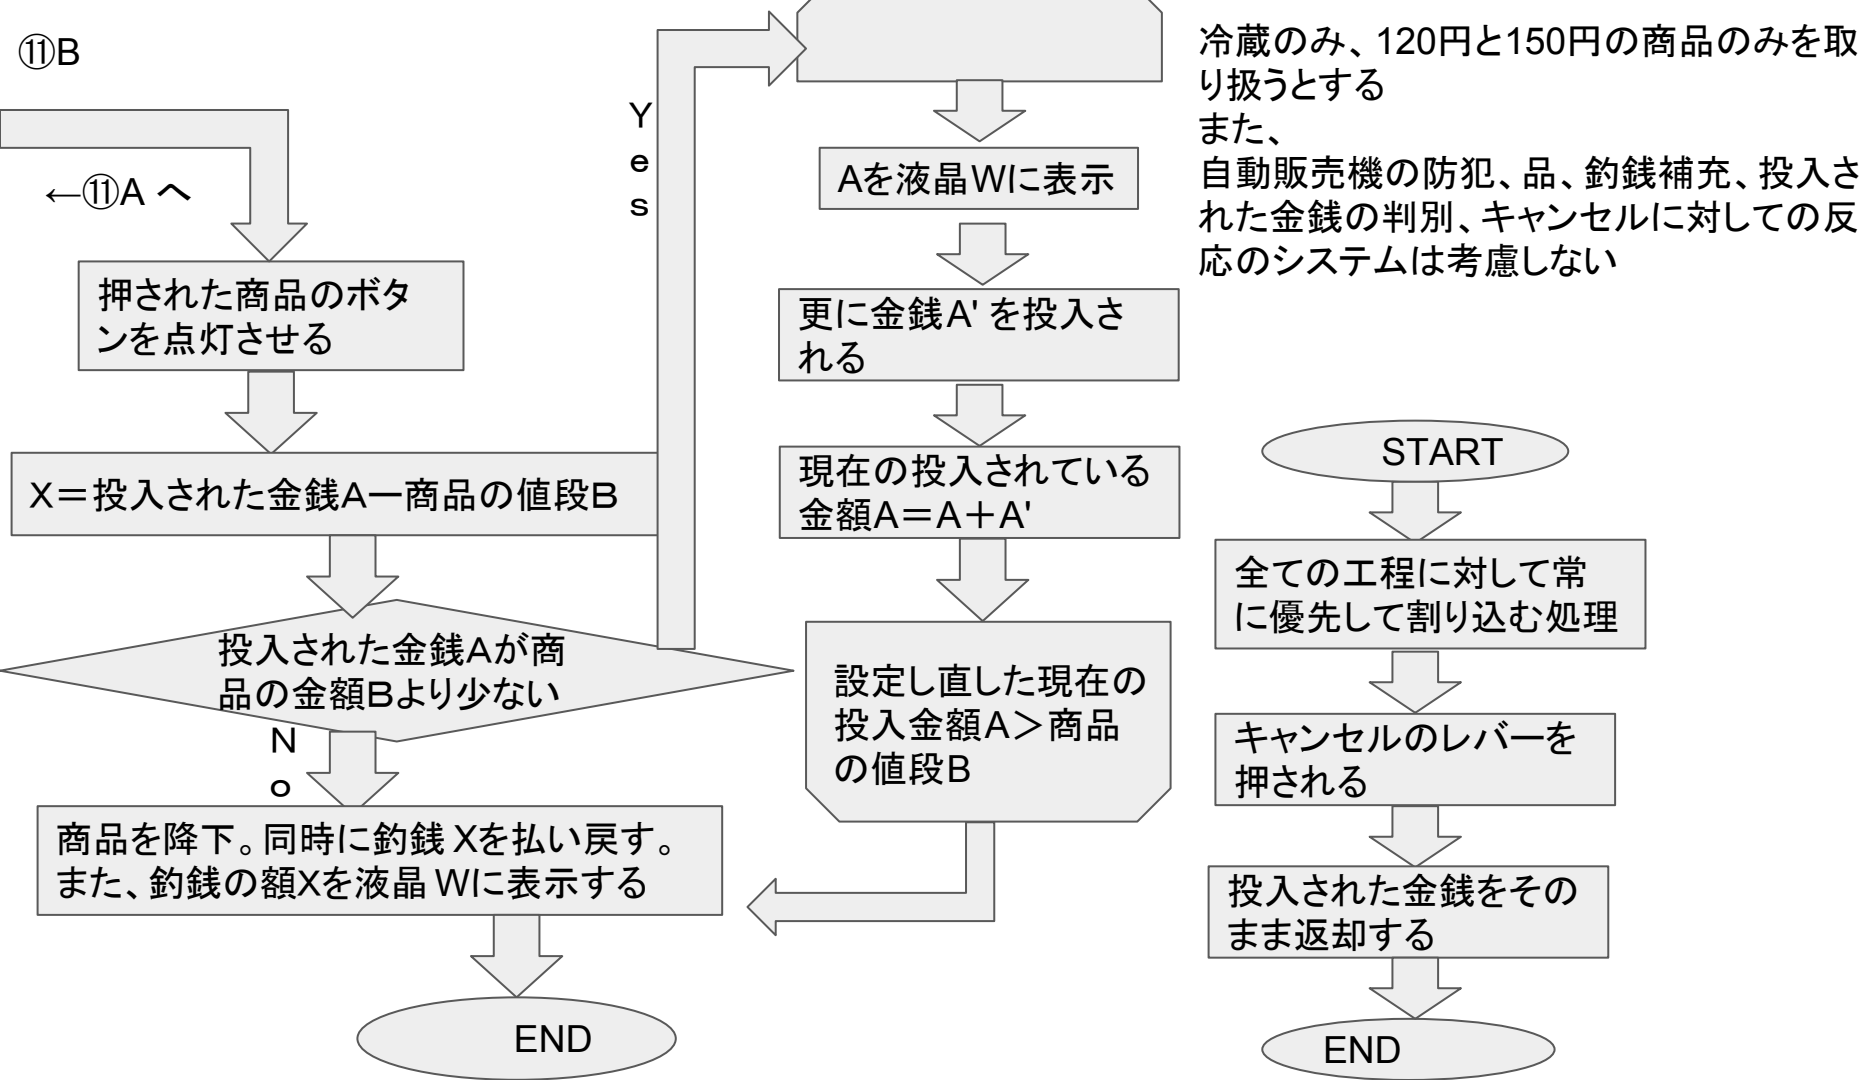 ⑪B
←⑪A へ
押された商品のボタ
ンを点灯させる
X＝投入された金銭Aー商品の値段B
投入された金銭Aが商
品の金額Bより少ない
Y
e
s
N
o
商品を降下。同時に釣銭 Xを払い戻す。
また、釣銭の額Xを液晶 Wに表示する
END
Aを液晶Wに表示
更に金銭A' を投入さ
れる
現在の投入されている
金額A＝A＋A'
設定し直した現在の
投入金額A＞商品
の値段B
冷蔵のみ、120円と150円の商品のみを取
り扱うとする
また、
自動販売機の防犯、品、釣銭補充、投入さ
れた金銭の判別、キャンセルに対しての反
応のシステムは考慮しない
START
全ての工程に対して常
に優先して割り込む処理
キャンセルのレバーを
押される
投入された金銭をその
まま返却する
END